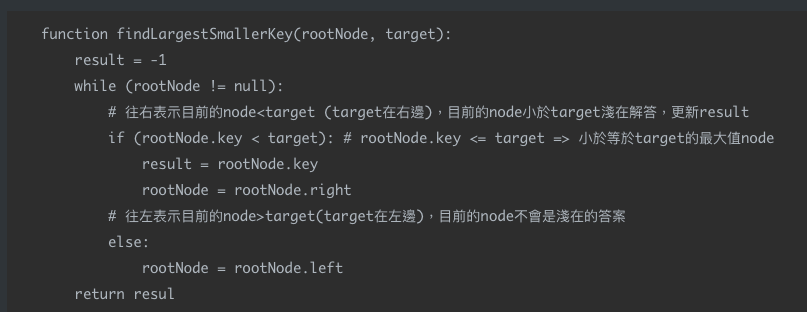 function findLargestSmallerKey(rootNode, target):
result = -1
while (rootNode != null):
# 往右表示目前的node<target (target在右邊)，目前的node小於target淺在解答，更新result
if (rootNode.key < target): # rootNode.key <= target => 小於等於target的最大值node
result = rootNode.key
rootNode = rootNode.right
# 往左表示目前的node>target(target在左邊)，目前的node不會是淺在的答案
else:
rootNode = rootNode.left
return resul